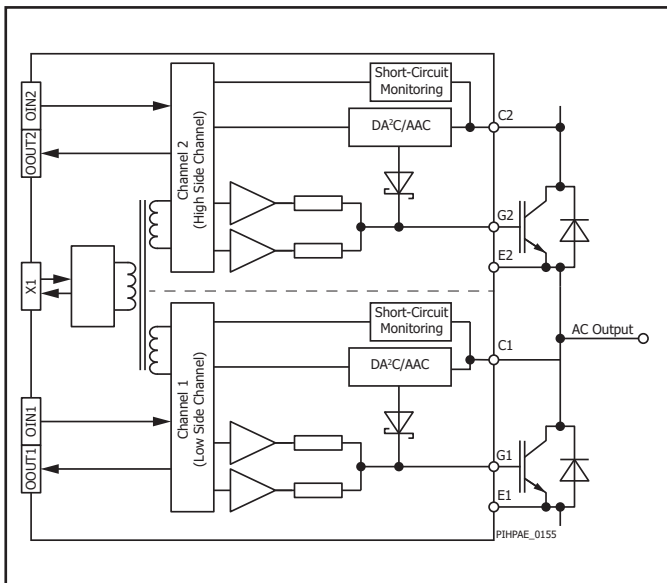 OIN2
OOUT2
X1
OIN1
OOUT1
Channel 2
(High Side Channel)
Short-Circuit
Monitoring
DA²C/AAC
C2
G2
E2
AC Output
Channel 1
(Low Side Channel)
Short-Circuit
Monitoring
DA²C/AAC
C1
G1
E1
PIHPAE_0155